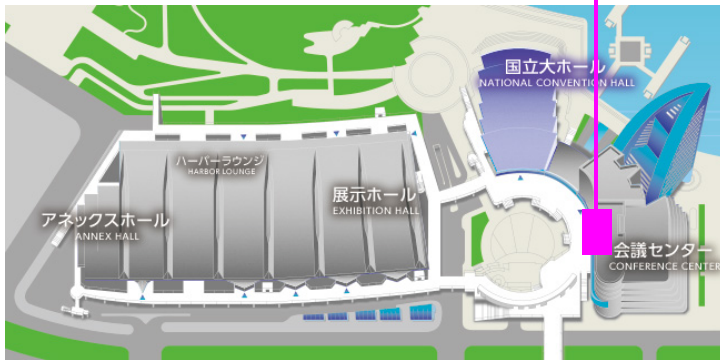 国立大ホール
NATIONAL CONVENTION HALL
ハーバーラウンジ
HARBOR LOUNGE
展示ホール
EXHIBITION HALL
アネックスホール
ANNEX HALL
会議センター
CONFERENCE CENTER